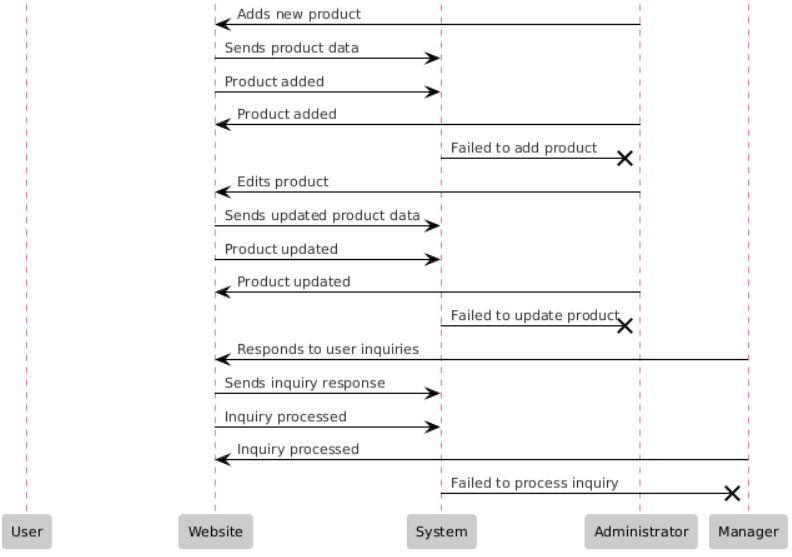 Adds new product
Sends product data
Product added
Product added
Failed to add product
Edits product
Sends updated product data
Product updated
Product updated
Failed to update product
Responds to user inquiries
Sends inquiry response
Inquiry processed
Inquiry processed
Failed to process inquiry
User Website System Administrator Manager